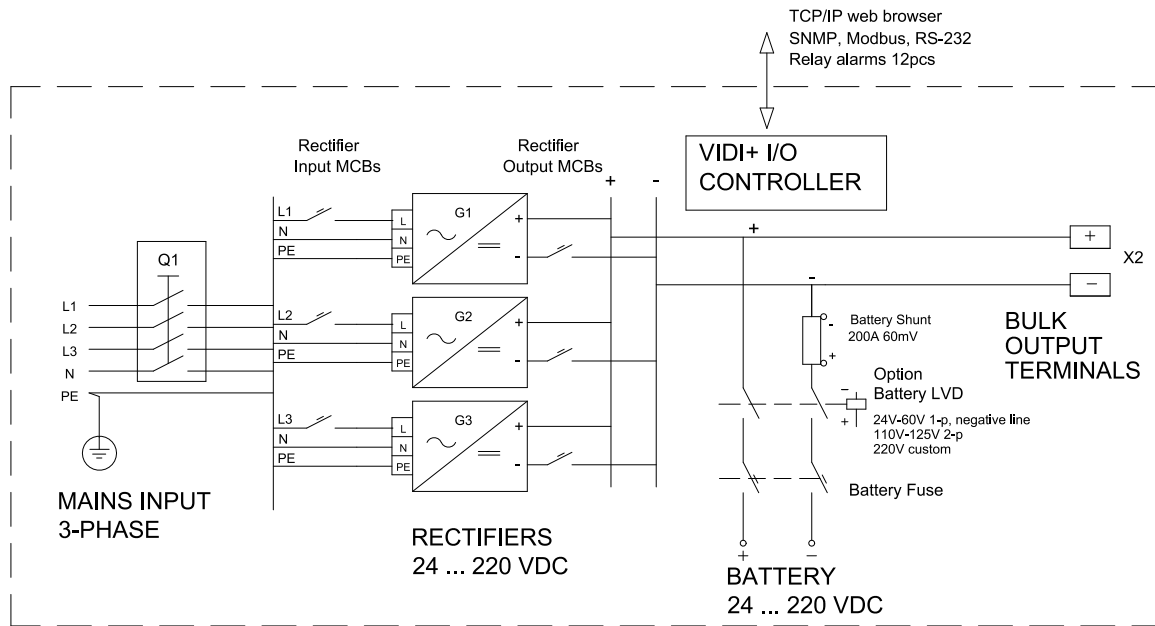 TCP/IP web browser
SNMP, Modbus, RS-232
Relay alarms 12pcs
Rectifier
Input MCBs
Rectifier
Output MCBs
+
-
VIDI+ I/O
CONTROLLER
L1
N
PE
L
N
PE
G1
+
-
+
+
X2
-
−
Q1
L1
L2
L3
N
PE
L2
N
PE
L
N
PE
G2
+
-
Battery Shunt
200A 60mV
-
+
BULK
OUTPUT
TERMINALS
Option
Battery LVD
−
+
24V-60V 1-p, negative line
110V-125V 2-p
220V custom
L3
N
PE
L
N
PE
G3
+
-
Battery Fuse
MAINS INPUT
3-PHASE
RECTIFIERS
24 ... 220 VDC
+
−
BATTERY
24 ... 220 VDC